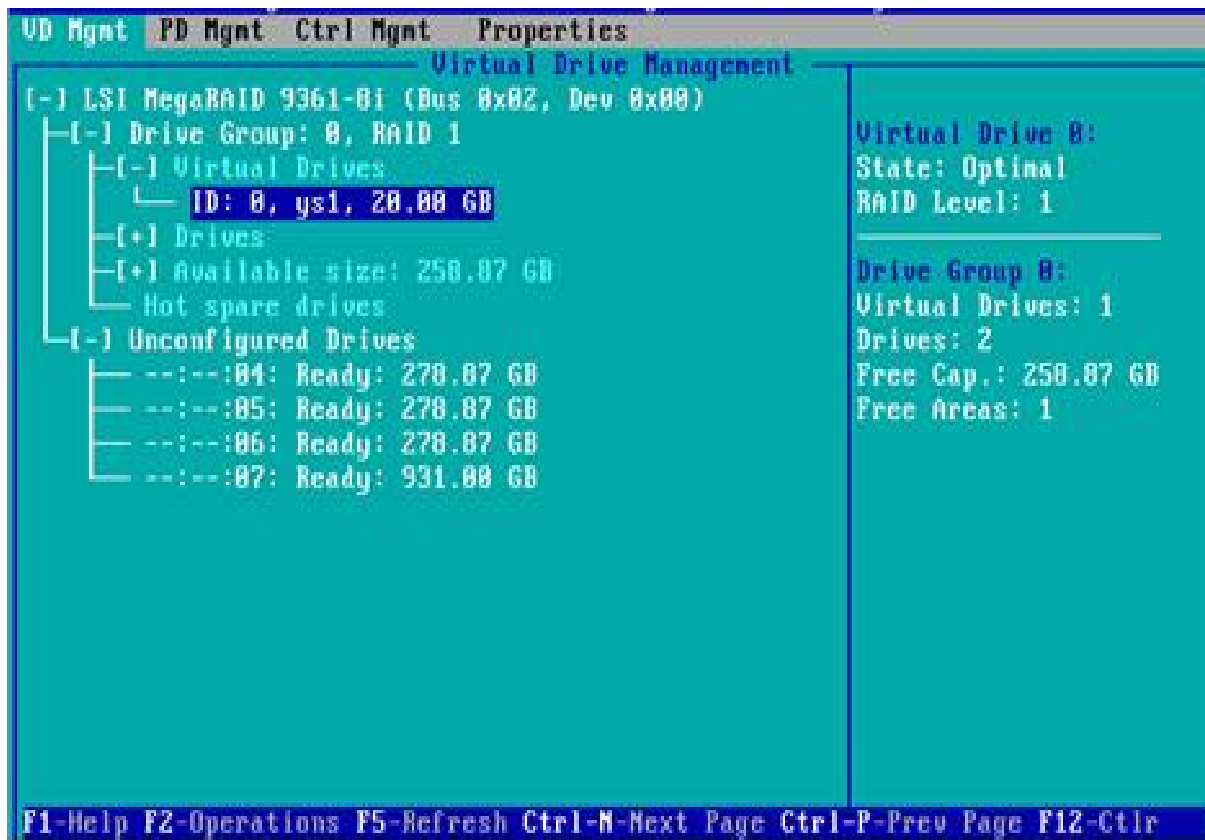 VD Mgmt PD Mgmt Ctrl Mgmt Properties
Virtual Drive Management
[-] LSI MegaRAID 9361-8i (Bus 0x02, Dev 0x00)
[-] Drive Group: 0, RAID 1
[-] Virtual Drives
ID: 0, ys1, 20.00 GB
[+] Drives
[+] Available size: 258.87 GB
Hot spare drives
[-] Unconfigured Drives
--:--:04: Ready: 278.87 GB
--:--:05: Ready: 278.87 GB
--:--:06: Ready: 278.87 GB
--:--:07: Ready: 931.00 GB
Virtual Drive 0:
State: Optimal
RAID Level: 1
Drive Group 0:
Virtual Drives: 1
Drives: 2
Free Cap.: 258.87 GB
Free Areas: 1
F1-Help F2-Operations F5-Refresh Ctrl-N-Next Page Ctrl-P-Prev Page F12-Ctlr